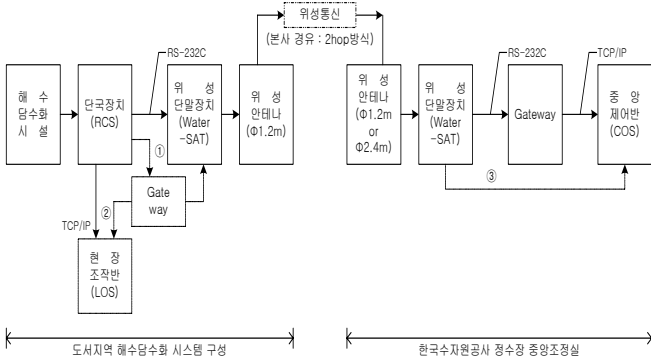 위성통신
(본사 경유 : 2hop방식)
RS-232C
RS-232C
TCP/IP
해 수
담수화
시 설
단국장치
(RCS)
위 성
단말장치
(Water
-SAT)
위 성
안테나
(Φ1.2m)
위 성
안테나
(Φ1.2m
or
Φ2.4m)
위 성
단말장치
(Water
-SAT)
Gateway
중 앙
제어반
(COS)
①
②
③
Gate
way
TCP/IP
현 장
조작반
(LOS)
도서지역 해수담수화 시스템 구성
한국수자원공사 정수장 중앙조정실